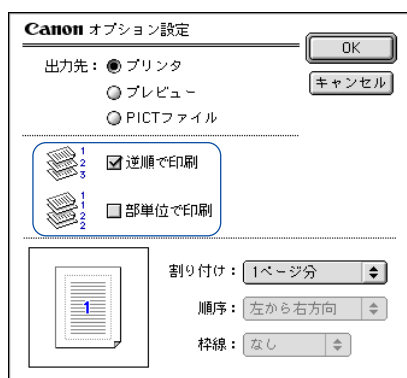 Canon オプション設定
OK
キャンセル
出力先：プリンタ
プレビュー
PICTファイル
1
2
3
逆順で印刷
1
1
2
2
部単位で印刷
1
割り付け：1ページ分
順序：左から右方向
枠線：なし